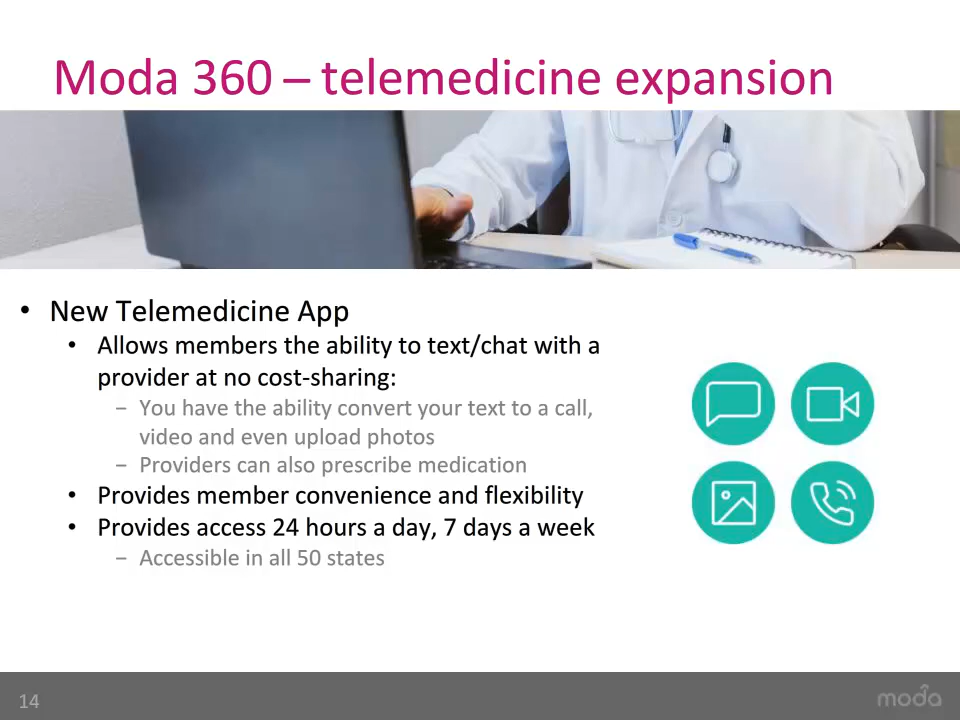 Moda 360 – telemedicine expansion
• New Telemedicine App
• Allows members the ability to text/chat with a
provider at no cost-sharing:
− You have the ability convert your text to a call,
video and even upload photos
− Providers can also prescribe medication
• Provides member convenience and flexibility
• Provides access 24 hours a day, 7 days a week
− Accessible in all 50 states
14
moda